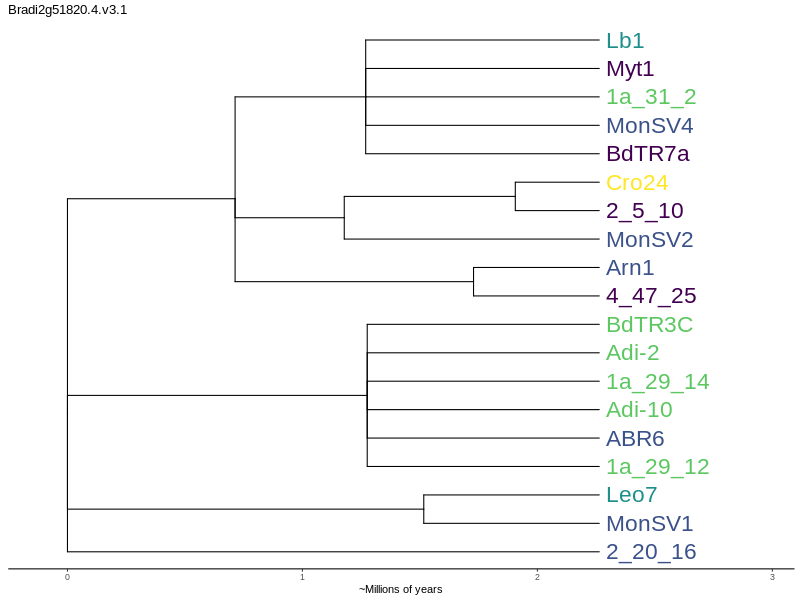 Bradi2g51820.4.v3.1
Lb1
Myt1
1a_31_2
MonSV4
BdTR7a
Cro24
2_5_10
MonSV2
Arn1
4_47_25
BdTR3C
Adi-2
1a_29_14
Adi-10
ABR6
1a_29_12
Leo7
MonSV1
2_20_16
0 1 2 3
~Millions of years